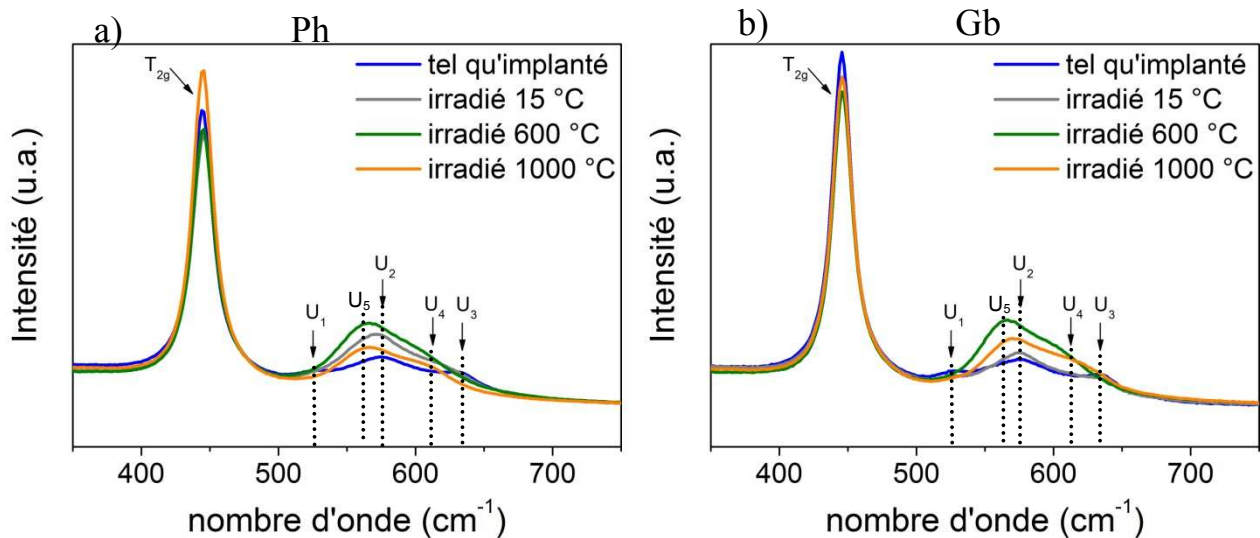 a) Ph
T2g
tel qu'implanté
irradié 15 °C
irradié 600 °C
irradié 1000 °C
U2
U5
U1
U4
U3
Intensité (u.a.)
400 500 600 700
nombre d'onde (cm-1)
b) Gb
T2g
tel qu'implanté
irradié 15 °C
irradié 600 °C
irradié 1000 °C
U2
U5
U1
U4
U3
Intensité (u.a.)
400 500 600 700
nombre d'onde (cm-1)